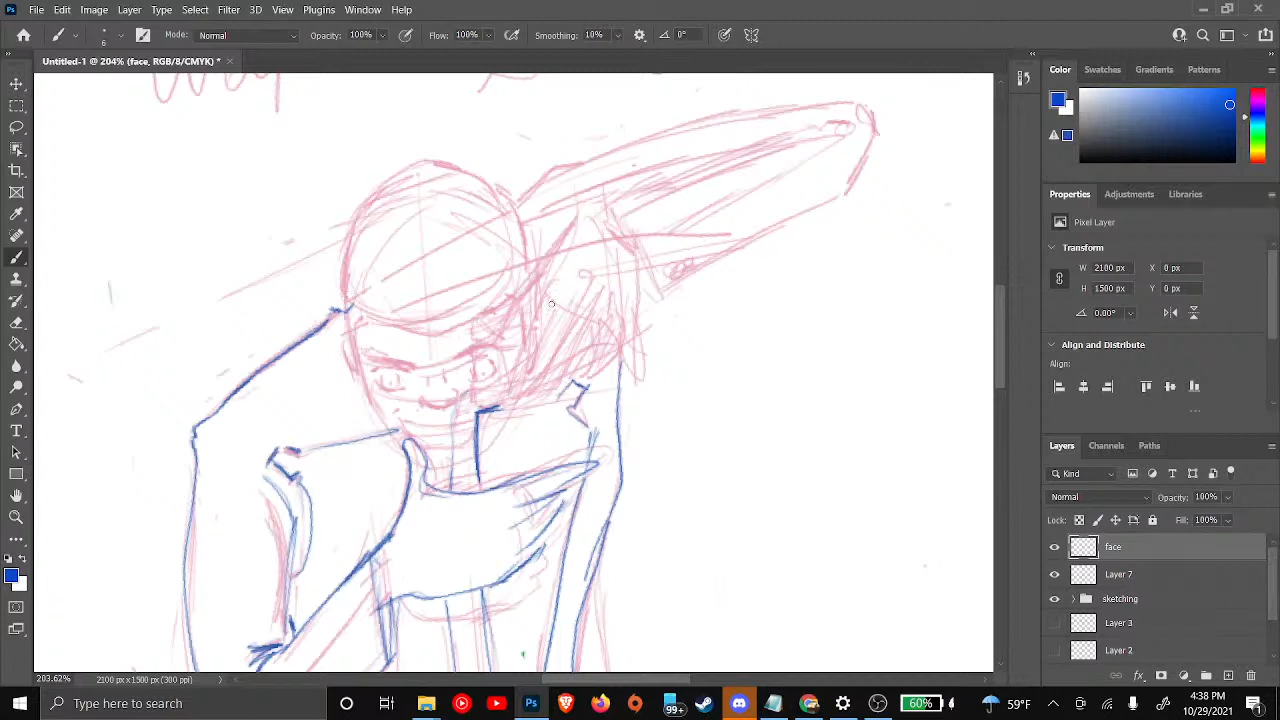 Ps File Edit Image Layer Type Select Filter 3D View Plugins Window Help
6 Mode: Normal Opacity: 100% Flow: 100% Smoothing: 10% 0°
Untitled-1 @ 204% (face, RGB/8/CMYK) *
Color Swatches Gradients Patterns
Properties Adjustments Libraries
Pixel Layer
Transform
W 2100 px X 0 px
H 1500 px Y 0 px
0.00°
Align and Distribute
Align:
Layers Channels Paths
Kind
Normal Opacity: 100%
Lock: Fill: 100%
face
Layer 7
sketching
Layer 3
Layer 2
203.62% 2100 px x 1500 px (300 ppi)
Type here to search 99+ 60% 59°F 4:38 PM
10/29/2021